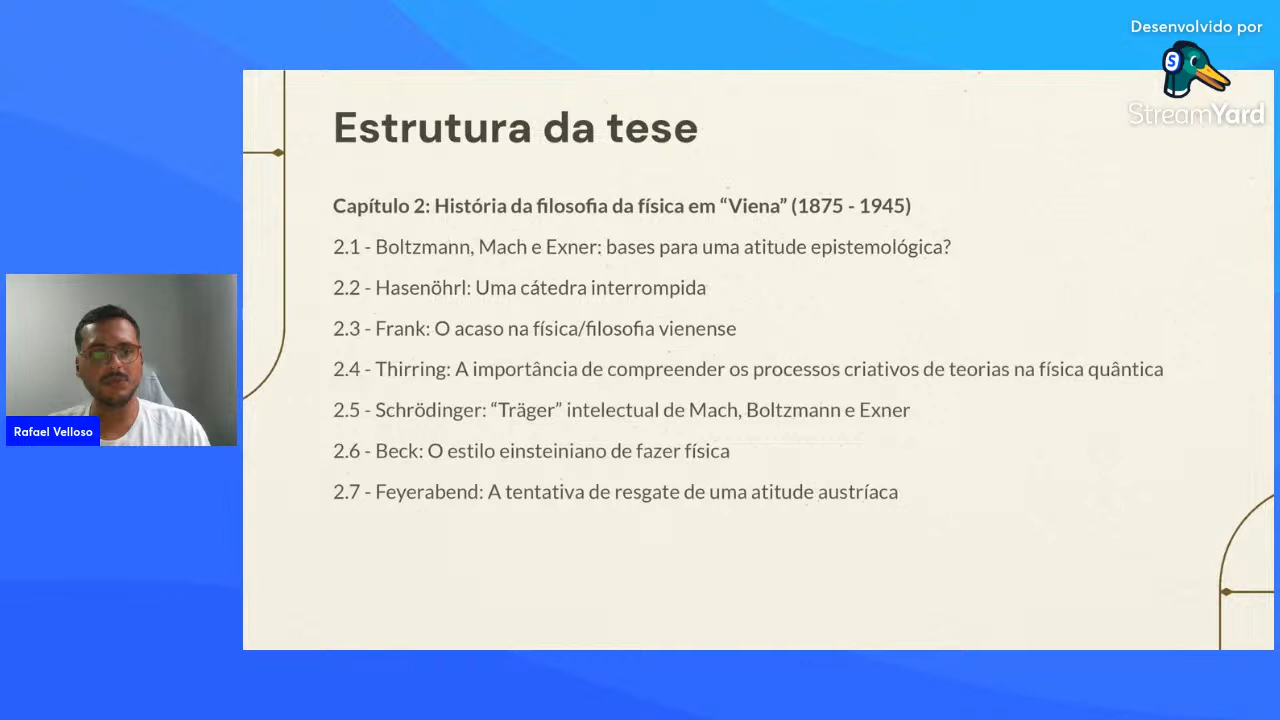 Desenvolvido por
S
StreamYard
Estrutura da tese
Capítulo 2: História da filosofia da física em “Viena” (1875 - 1945)
2.1 - Boltzmann, Mach e Exner: bases para uma atitude epistemológica?
2.2 - Hasenöhrl: Uma cátedra interrompida
2.3 - Frank: O acaso na física/filosofia vienense
2.4 - Thirring: A importância de compreender os processos criativos de teorias na física quântica
2.5 - Schrödinger: “Träger” intelectual de Mach, Boltzmann e Exner
2.6 - Beck: O estilo einsteiniano de fazer física
2.7 - Feyerabend: A tentativa de resgate de uma atitude austríaca
Rafael Velloso